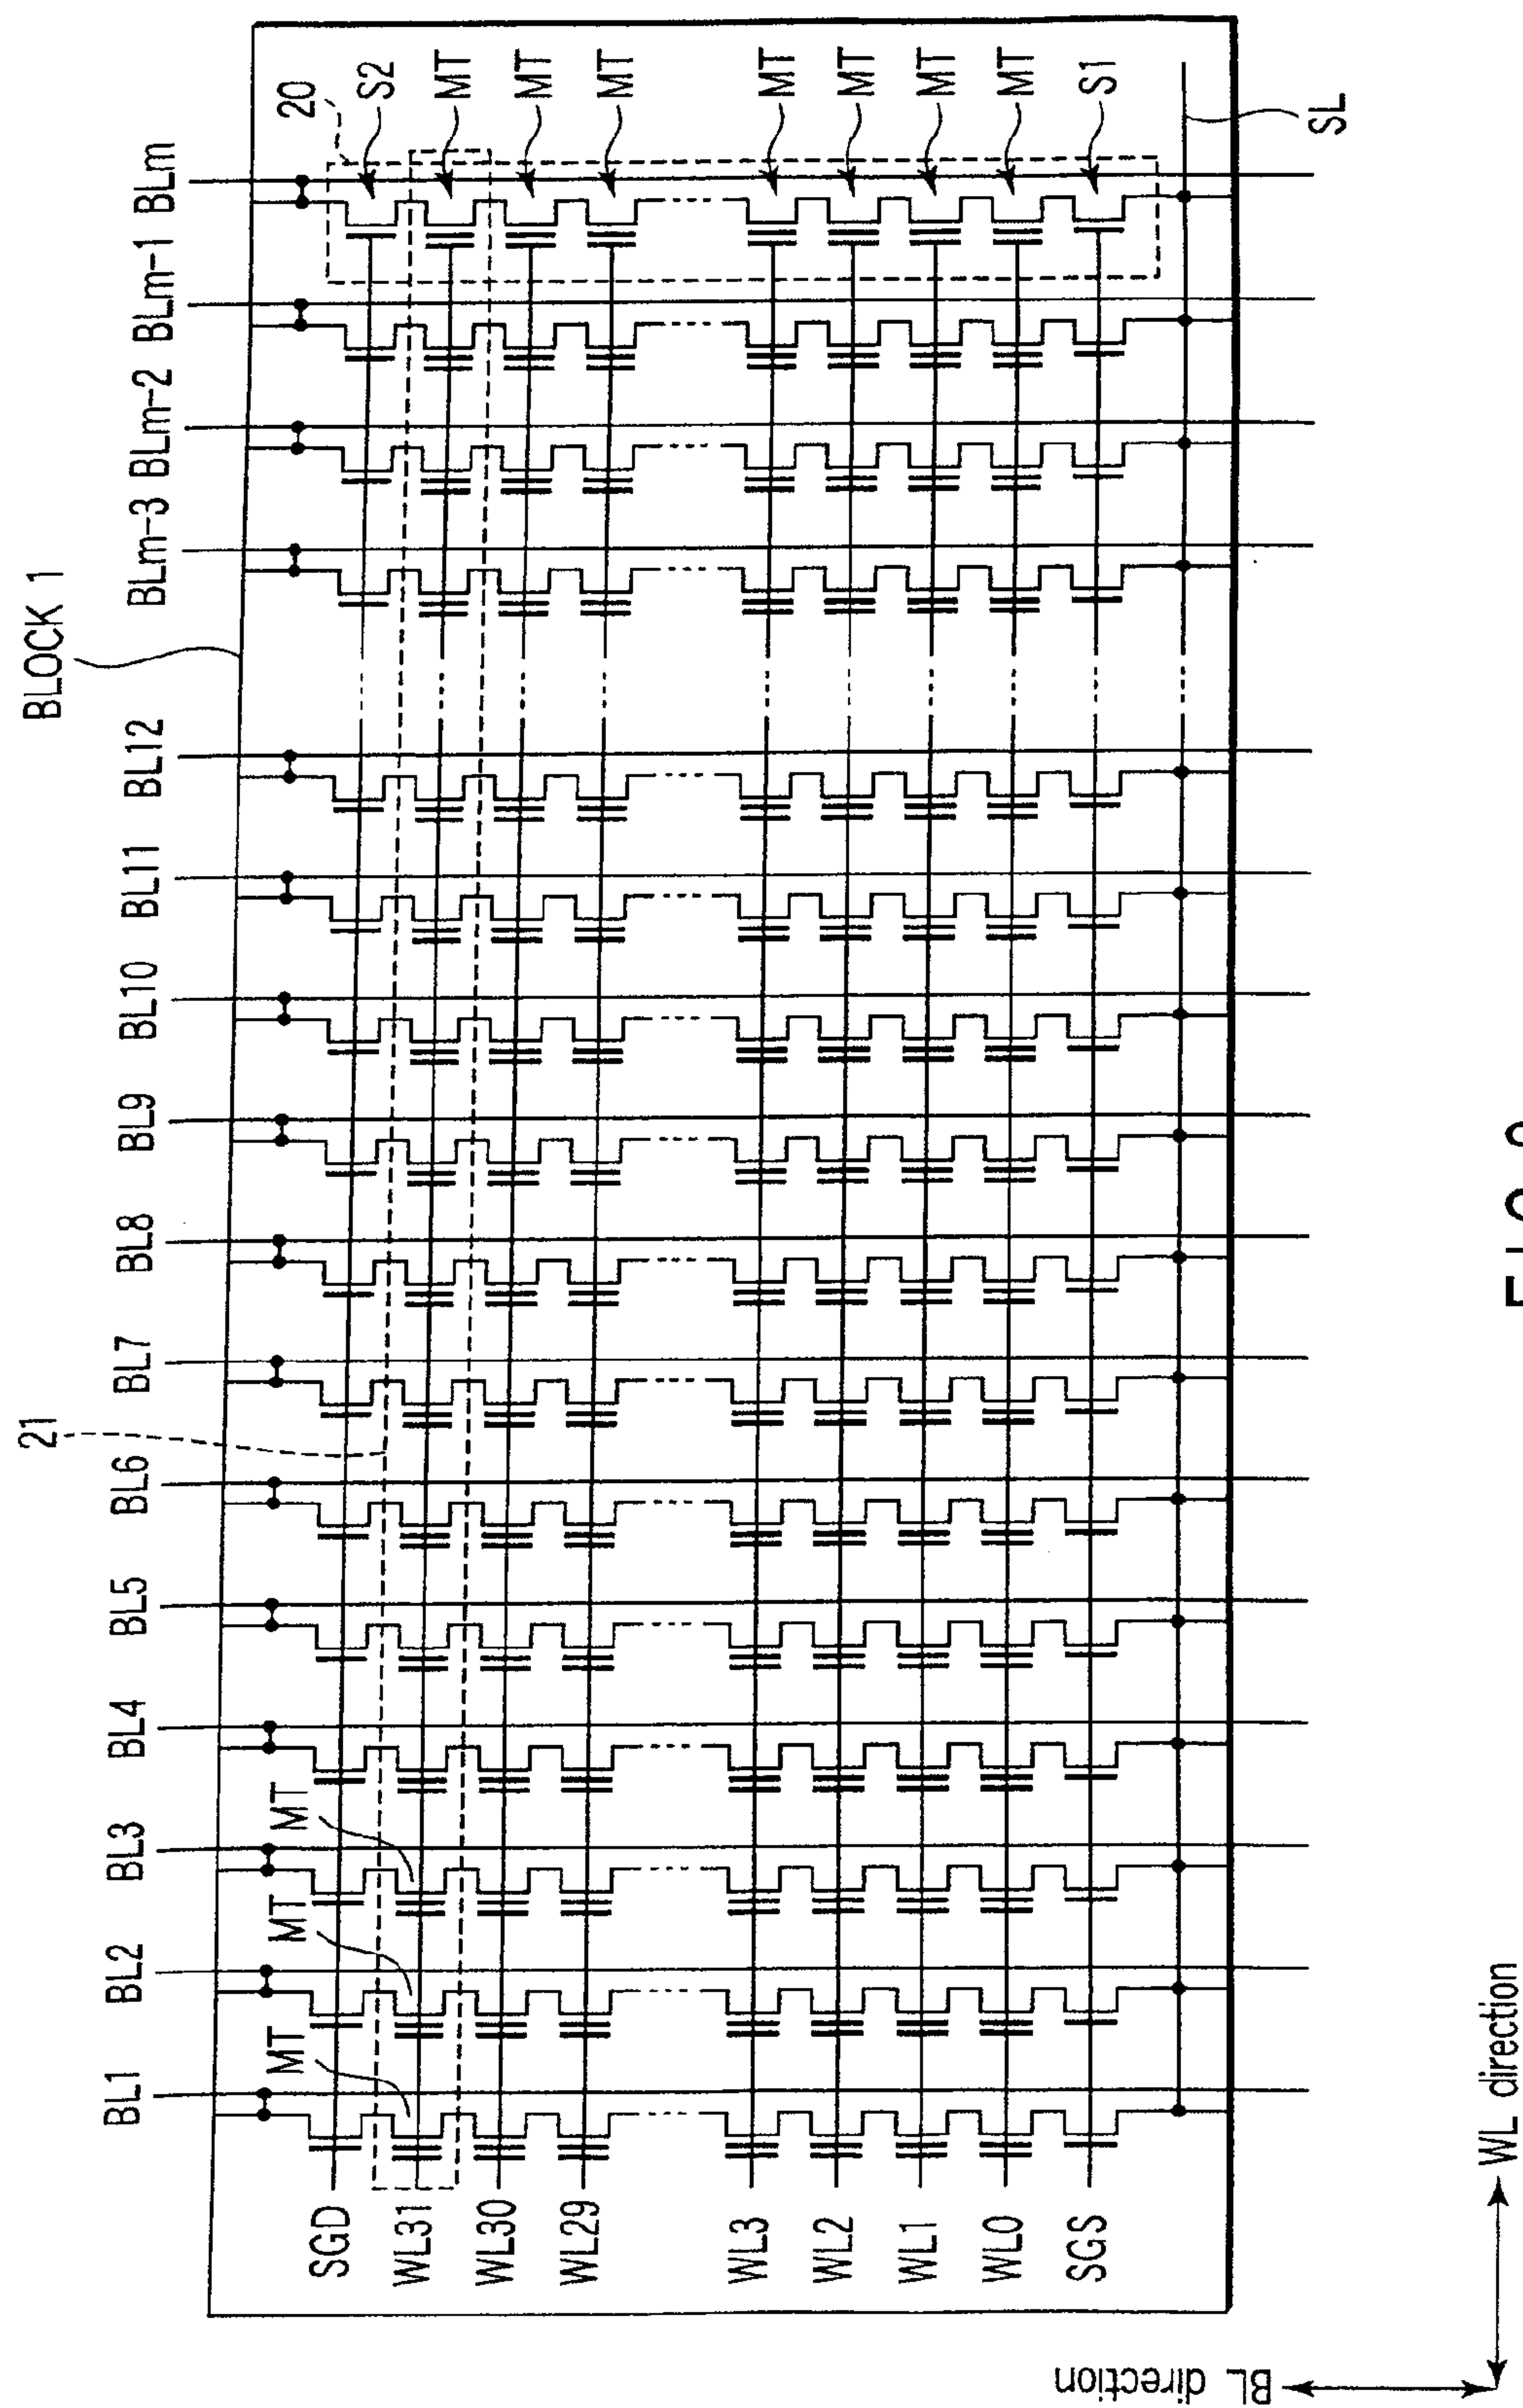 21
BLOCK 1
BL1 BL2 BL3 BL4 BL5 BL6 BL7 BL8 BL9 BL10 BL11 BL12 BLm-3 BLm-2 BLm-1 BLm
MT MT MT
20
SGD
S2
WL31
MT
WL30
MT
WL29
MT
WL3
MT
WL2
MT
WL1
MT
WL0
MT
SGS
S1
SL
BL direction
WL direction